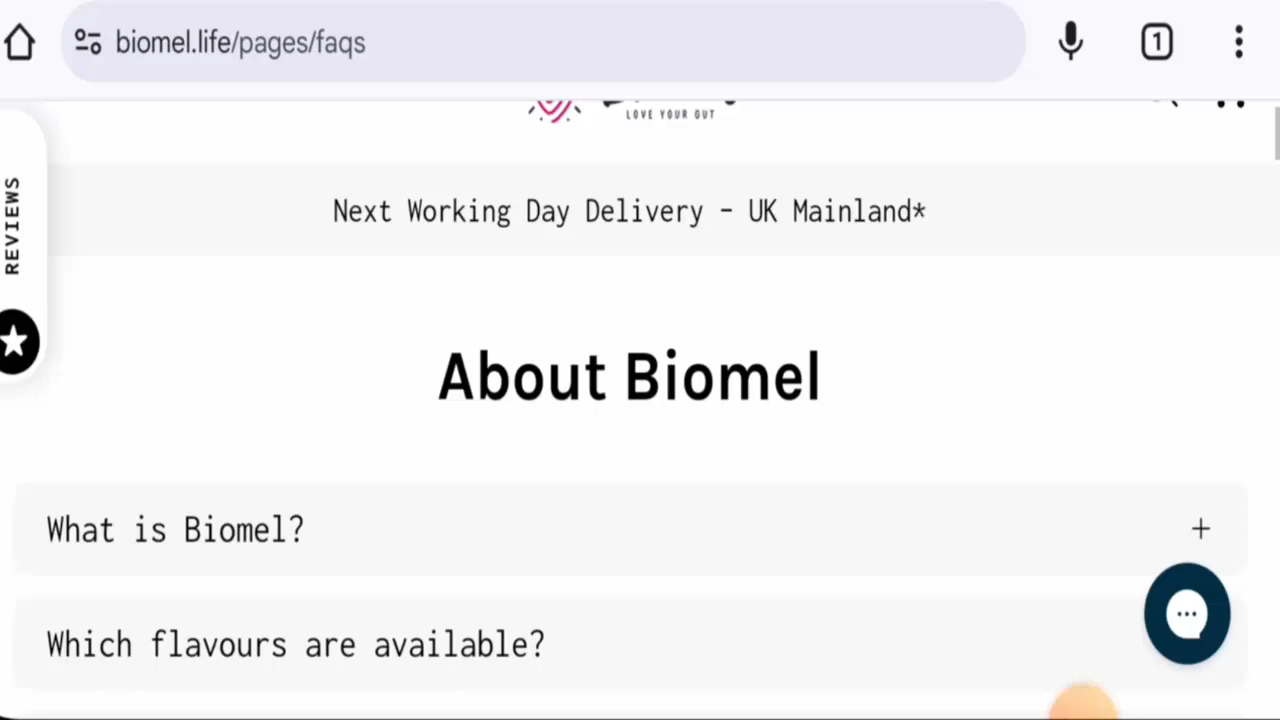 biomel.life/pages/faqs
1
LOVE YOUR GUT
REVIEWS
Next Working Day Delivery – UK Mainland*
About Biomel
What is Biomel?
+
Which flavours are available?